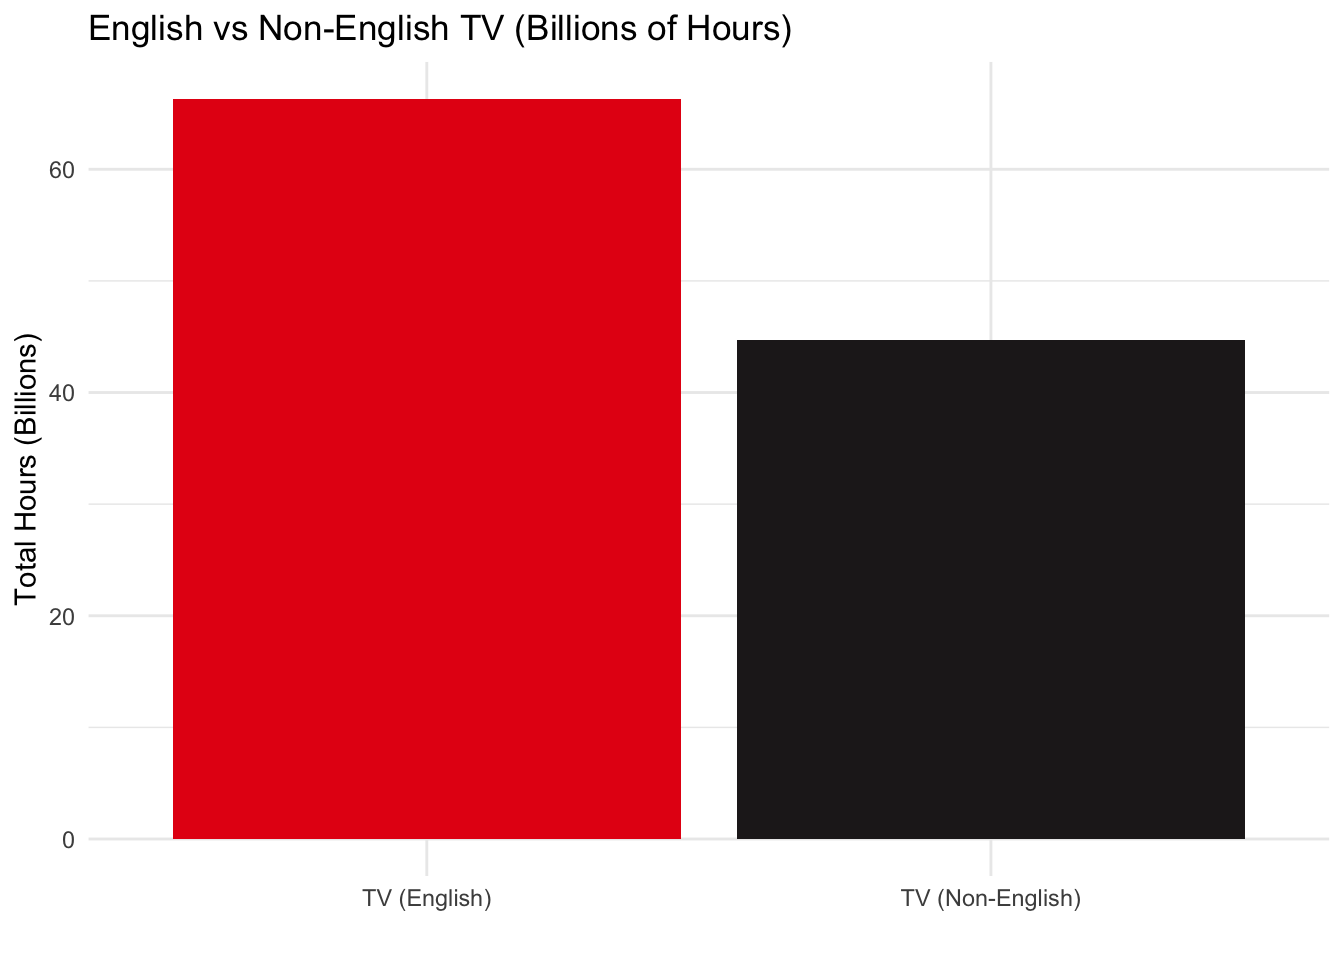 English vs Non-English TV (Billions of Hours)
Total Hours (Billions)
60
40
20
0
TV (English)
TV (Non-English)